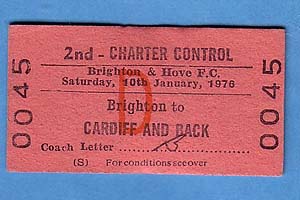 2nd - CHARTER CONTROL
Brighton & Hove F.C.
Saturday, 10th January, 1976
D
Brighton to
CARDIFF AND BACK
Coach Letter
(S) For conditions see over
0045
0045